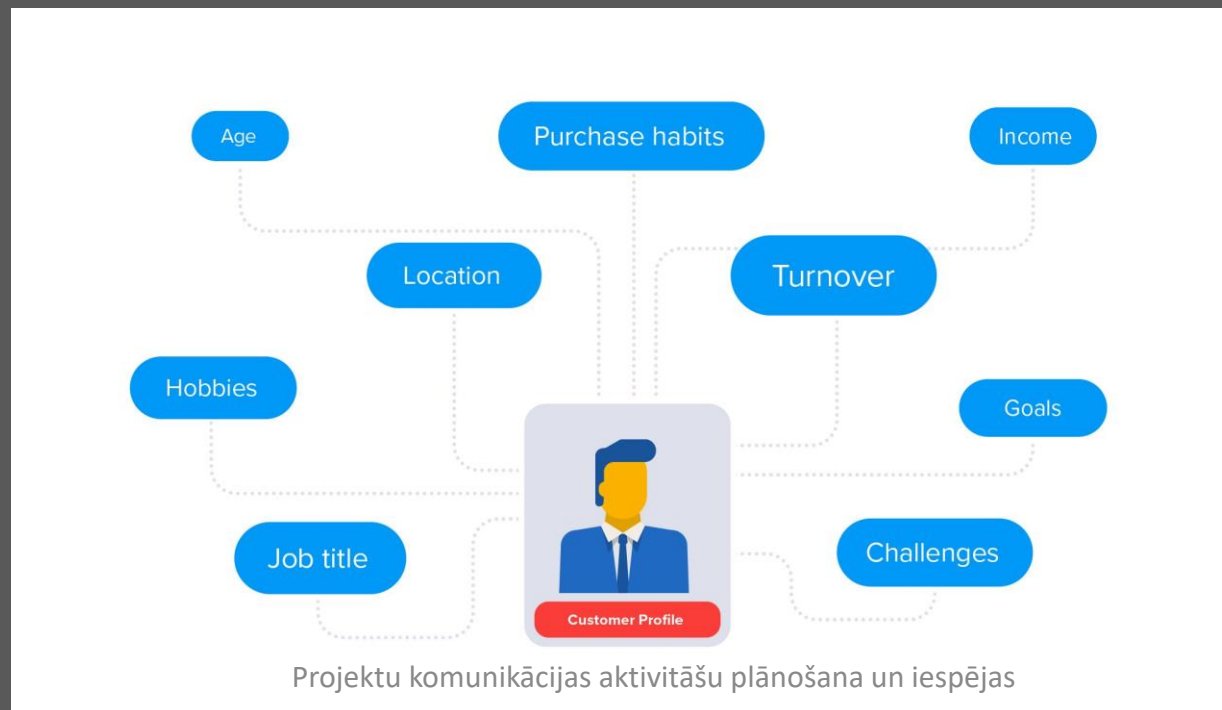 Age
Purchase habits
Income
Location
Turnover
Hobbies
Goals
Job title
Challenges
Customer Profile
Projektu komunikācijas aktivitāšu plānošana un iespējas